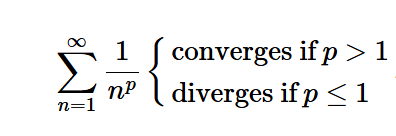 ∞
∑ 1/n^p { converges if p > 1
n=1 diverges if p ≤ 1